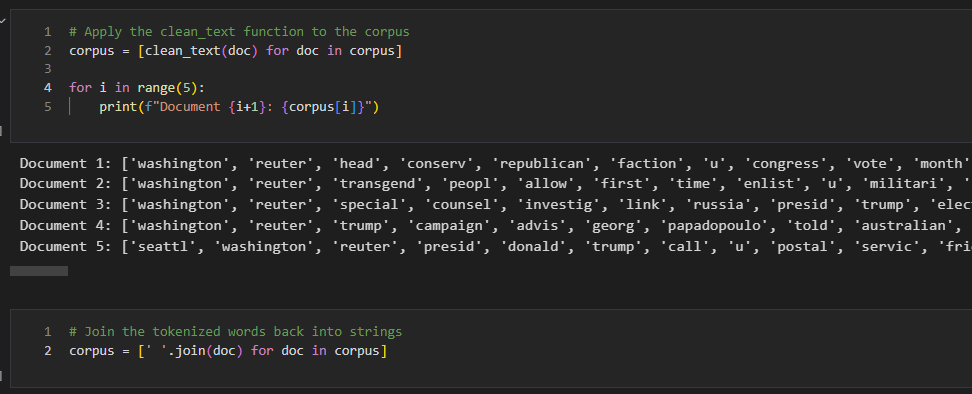 1 # Apply the clean_text function to the corpus
2 corpus = [clean_text(doc) for doc in corpus]
3
4 for i in range(5):
5     print(f"Document {i+1}: {corpus[i]}")
Document 1: ['washington', 'reuter', 'head', 'conserv', 'republican', 'faction', 'u', 'congress', 'vote', 'month'
Document 2: ['washington', 'reuter', 'transgend', 'peopl', 'allow', 'first', 'time', 'enlist', 'u', 'militari', '
Document 3: ['washington', 'reuter', 'special', 'counsel', 'investig', 'link', 'russia', 'presid', 'trump', 'elec
Document 4: ['washington', 'reuter', 'trump', 'campaign', 'advis', 'georg', 'papadopoulo', 'told', 'australian',
Document 5: ['seattl', 'washington', 'reuter', 'presid', 'donald', 'trump', 'call', 'u', 'postal', 'servic', 'fri
1 # Join the tokenized words back into strings
2 corpus = [' '.join(doc) for doc in corpus]